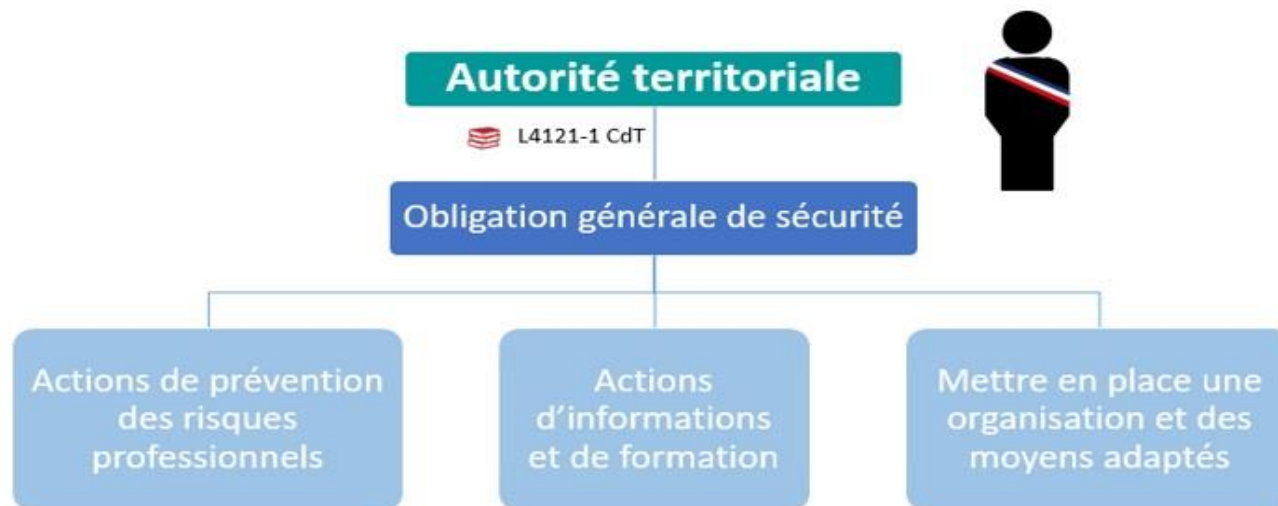 Autorité territoriale
L4121-1 CdT
Obligation générale de sécurité
Actions de prévention
des risques
professionnels
Actions
d’informations
et de formation
Mettre en place une
organisation et des
moyens adaptés